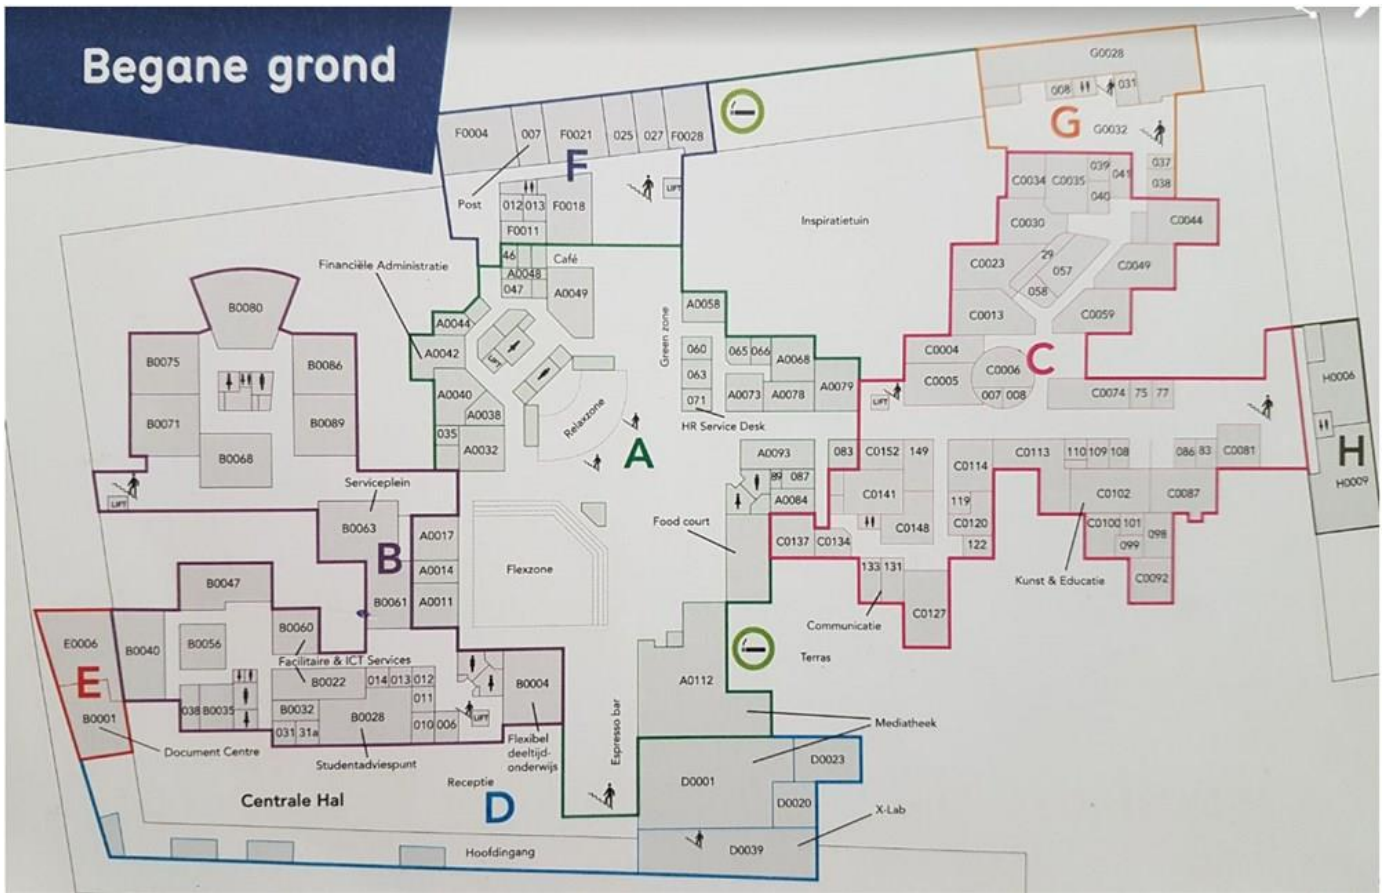 Begane grond
G0028
008
031
G
G0032
037
038
F0004
007
F0021
025
027
F0028
F
Post
012
013
F0018
LIFT
F0011
C0034
C0035
039
041
040
C0030
C0044
Inspiratietuin
C0023
29
057
058
C0049
C0013
C0059
Financiële Administratie
46
Café
A0048
047
A0049
A0044
A0042
LIFT
A0040
A0038
035
A0032
Relaxzone
Green zone
A0058
060
063
071
065
066
A0068
A0073
A0078
A0079
HR Service Desk
A
B0080
B0075
B0086
B0071
B0089
B0068
LIFT
C0004
C0006
C
C0005
007
008
LIFT
C0074
75
77
H0006
H
H0009
Serviceplein
B0063
B
B0061
A0017
A0014
A0011
Flexzone
Food court
A0093
89
087
A0084
083
C0152
149
C0141
C0148
C0137
C0134
C0114
119
C0120
122
C0113
110
109
108
086
83
C0081
C0102
C0087
C0100
101
099
098
C0092
Kunst & Educatie
133
131
C0127
Communicatie
Terras
B0047
E0006
E
B0001
B0040
B0056
B0060
Facilitaire & ICT Services
B0022
014
013
012
011
038
B0035
B0032
B0028
010
006
LIFT
031
31a
B0004
Document Centre
Studentadviespunt
Flexibel
deeltijd-
onderwijs
Receptie
Centrale Hal
D
Hoofdingang
Espresso bar
A0112
Mediatheek
D0001
D0023
D0020
X-Lab
D0039